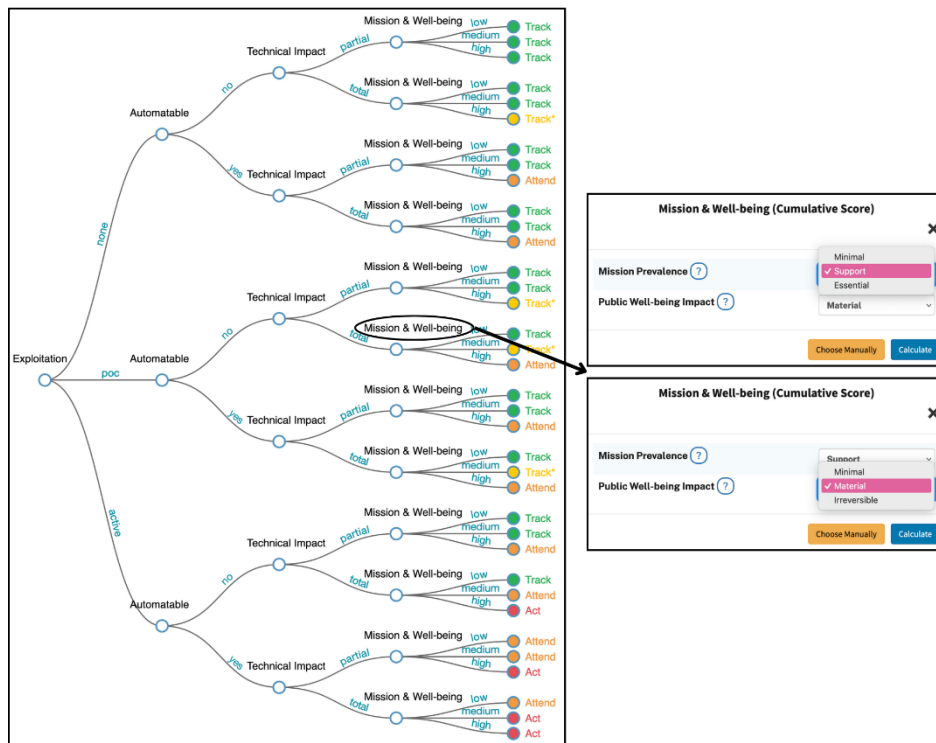 Mission & Well-being
low Track
medium Track
high Track
Technical Impact
partial
Mission & Well-being
low Track
medium Track
high Track*
no
total
Automatable
Mission & Well-being
low Track
medium Track
high Attend
yes
Technical Impact
partial
Mission & Well-being
low Track
medium Track
high Attend
total
none
Mission & Well-being
low Track
medium Track
high Track*
Technical Impact
partial
Mission & Well-being
low Track
medium Track*
high Attend
no
total
Exploitation
poc
Automatable
Mission & Well-being
low Track
medium Track
high Attend
yes
Technical Impact
partial
Mission & Well-being
low Track
medium Track*
high Attend
total
active
Mission & Well-being
low Track
medium Track
high Attend
Technical Impact
partial
Mission & Well-being
low Track
medium Attend
high Act
no
total
Automatable
Mission & Well-being
low Attend
medium Attend
high Act
yes
Technical Impact
partial
Mission & Well-being
low Attend
medium Act
high Act
total
Mission & Well-being (Cumulative Score)
Minimal
Mission Prevalence ? ✓ Support
Essential
Public Well-being Impact ? Material
Choose Manually Calculate
Mission & Well-being (Cumulative Score)
Mission Prevalence ? Support
Minimal
Public Well-being Impact ? ✓ Material
Irreversible
Choose Manually Calculate